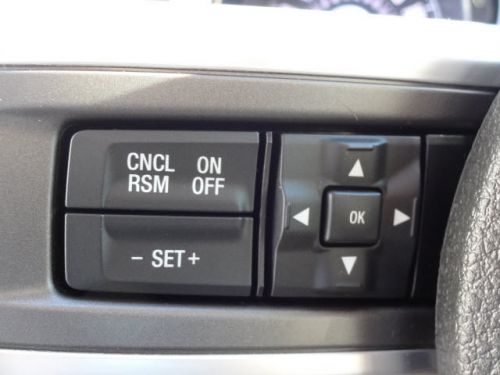 CNCL ON
RSM OFF
- SET +
OK